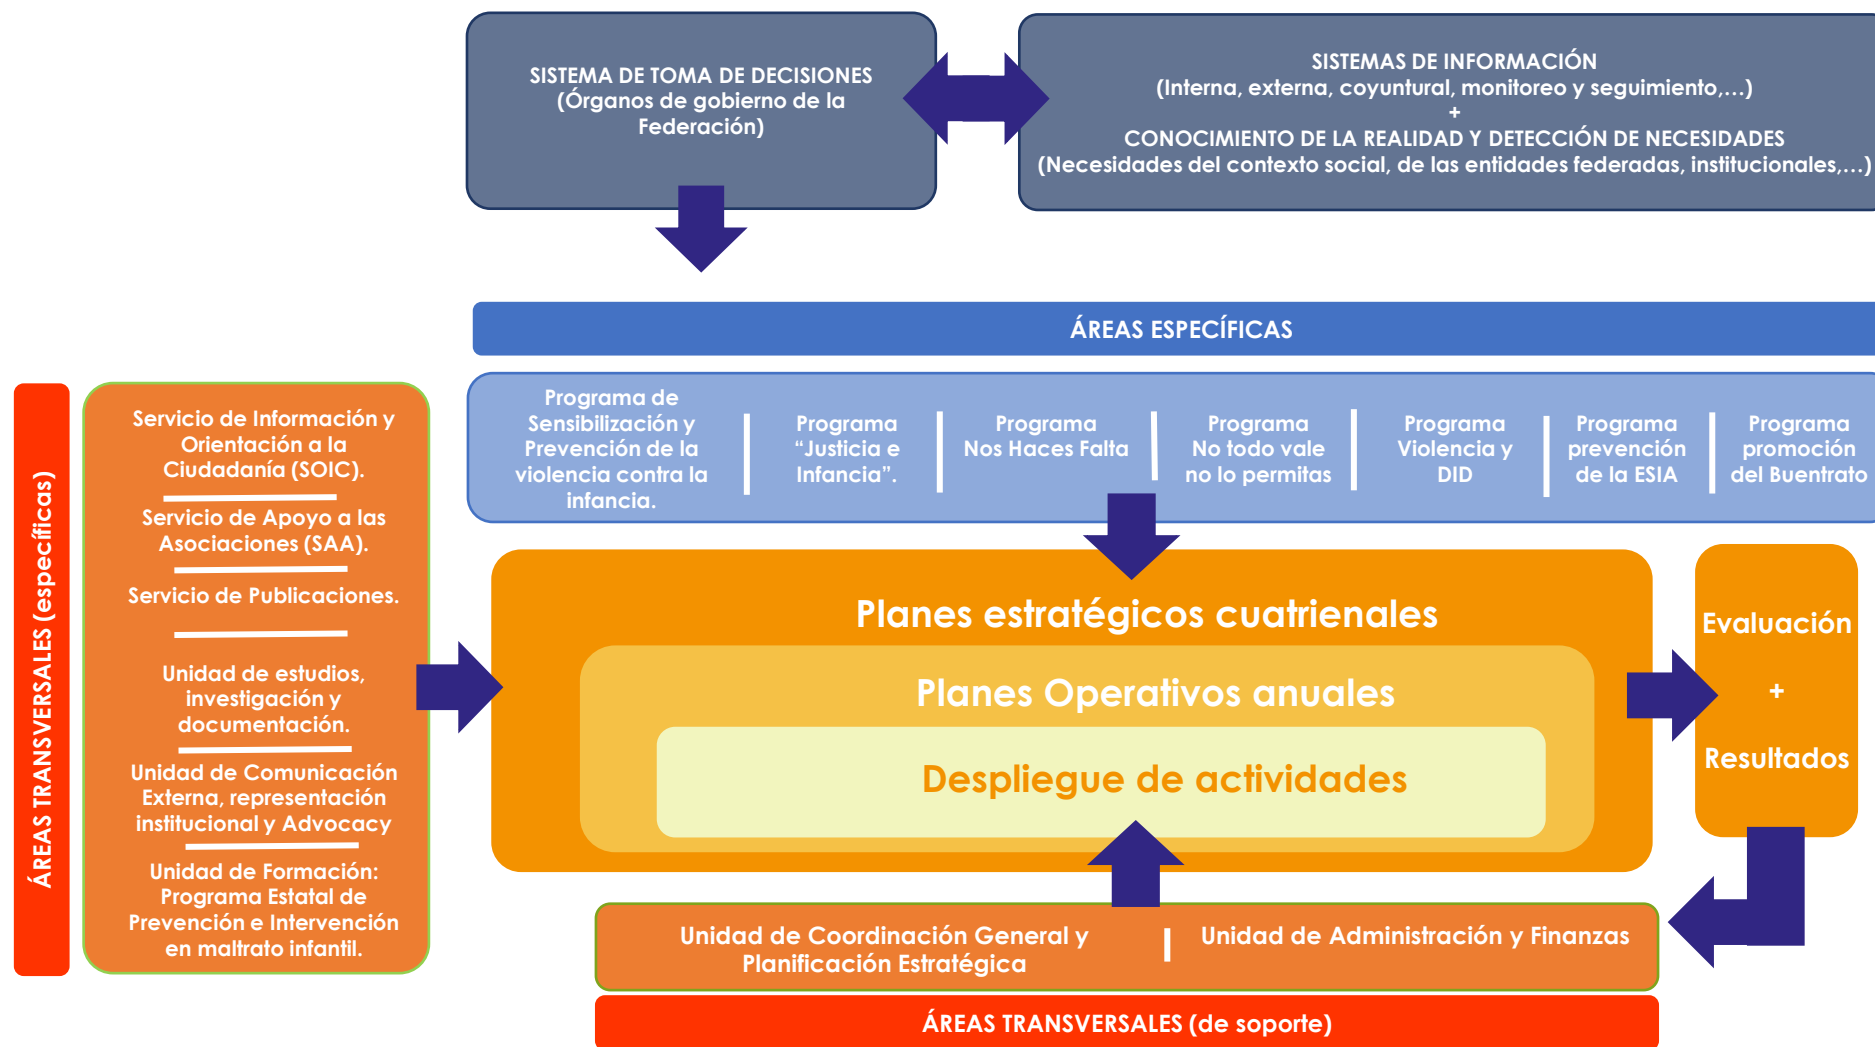 SISTEMA DE TOMA DE DECISIONES
(Órganos de gobierno de la
Federación)
SISTEMAS DE INFORMACIÓN
(Interna, externa, coyuntural, monitoreo y seguimiento,...)
+
CONOCIMIENTO DE LA REALIDAD Y DETECCIÓN DE NECESIDADES
(Necesidades del contexto social, de las entidades federadas, institucionales,...)
ÁREAS ESPECÍFICAS
Programa de
Sensibilización y
Prevención de la
violencia contra la
infancia.
Programa
“Justicia e
Infancia”.
Programa
Nos Haces Falta
Programa
No todo vale
no lo permitas
Programa
Violencia y
DID
Programa
prevención
de la ESIA
Programa
promoción
del Buentrato
ÁREAS TRANSVERSALES (específicas)
Servicio de Información y
Orientación a la
Ciudadanía (SOIC).
Servicio de Apoyo a las
Asociaciones (SAA).
Servicio de Publicaciones.
Unidad de estudios,
investigación y
documentación.
Unidad de Comunicación
Externa, representación
institucional y Advocacy
Unidad de Formación:
Programa Estatal de
Prevención e Intervención
en maltrato infantil.
Planes estratégicos cuatrienales
Planes Operativos anuales
Despliegue de actividades
Evaluación
+
Resultados
Unidad de Coordinación General y
Planificación Estratégica
Unidad de Administración y Finanzas
ÁREAS TRANSVERSALES (de soporte)